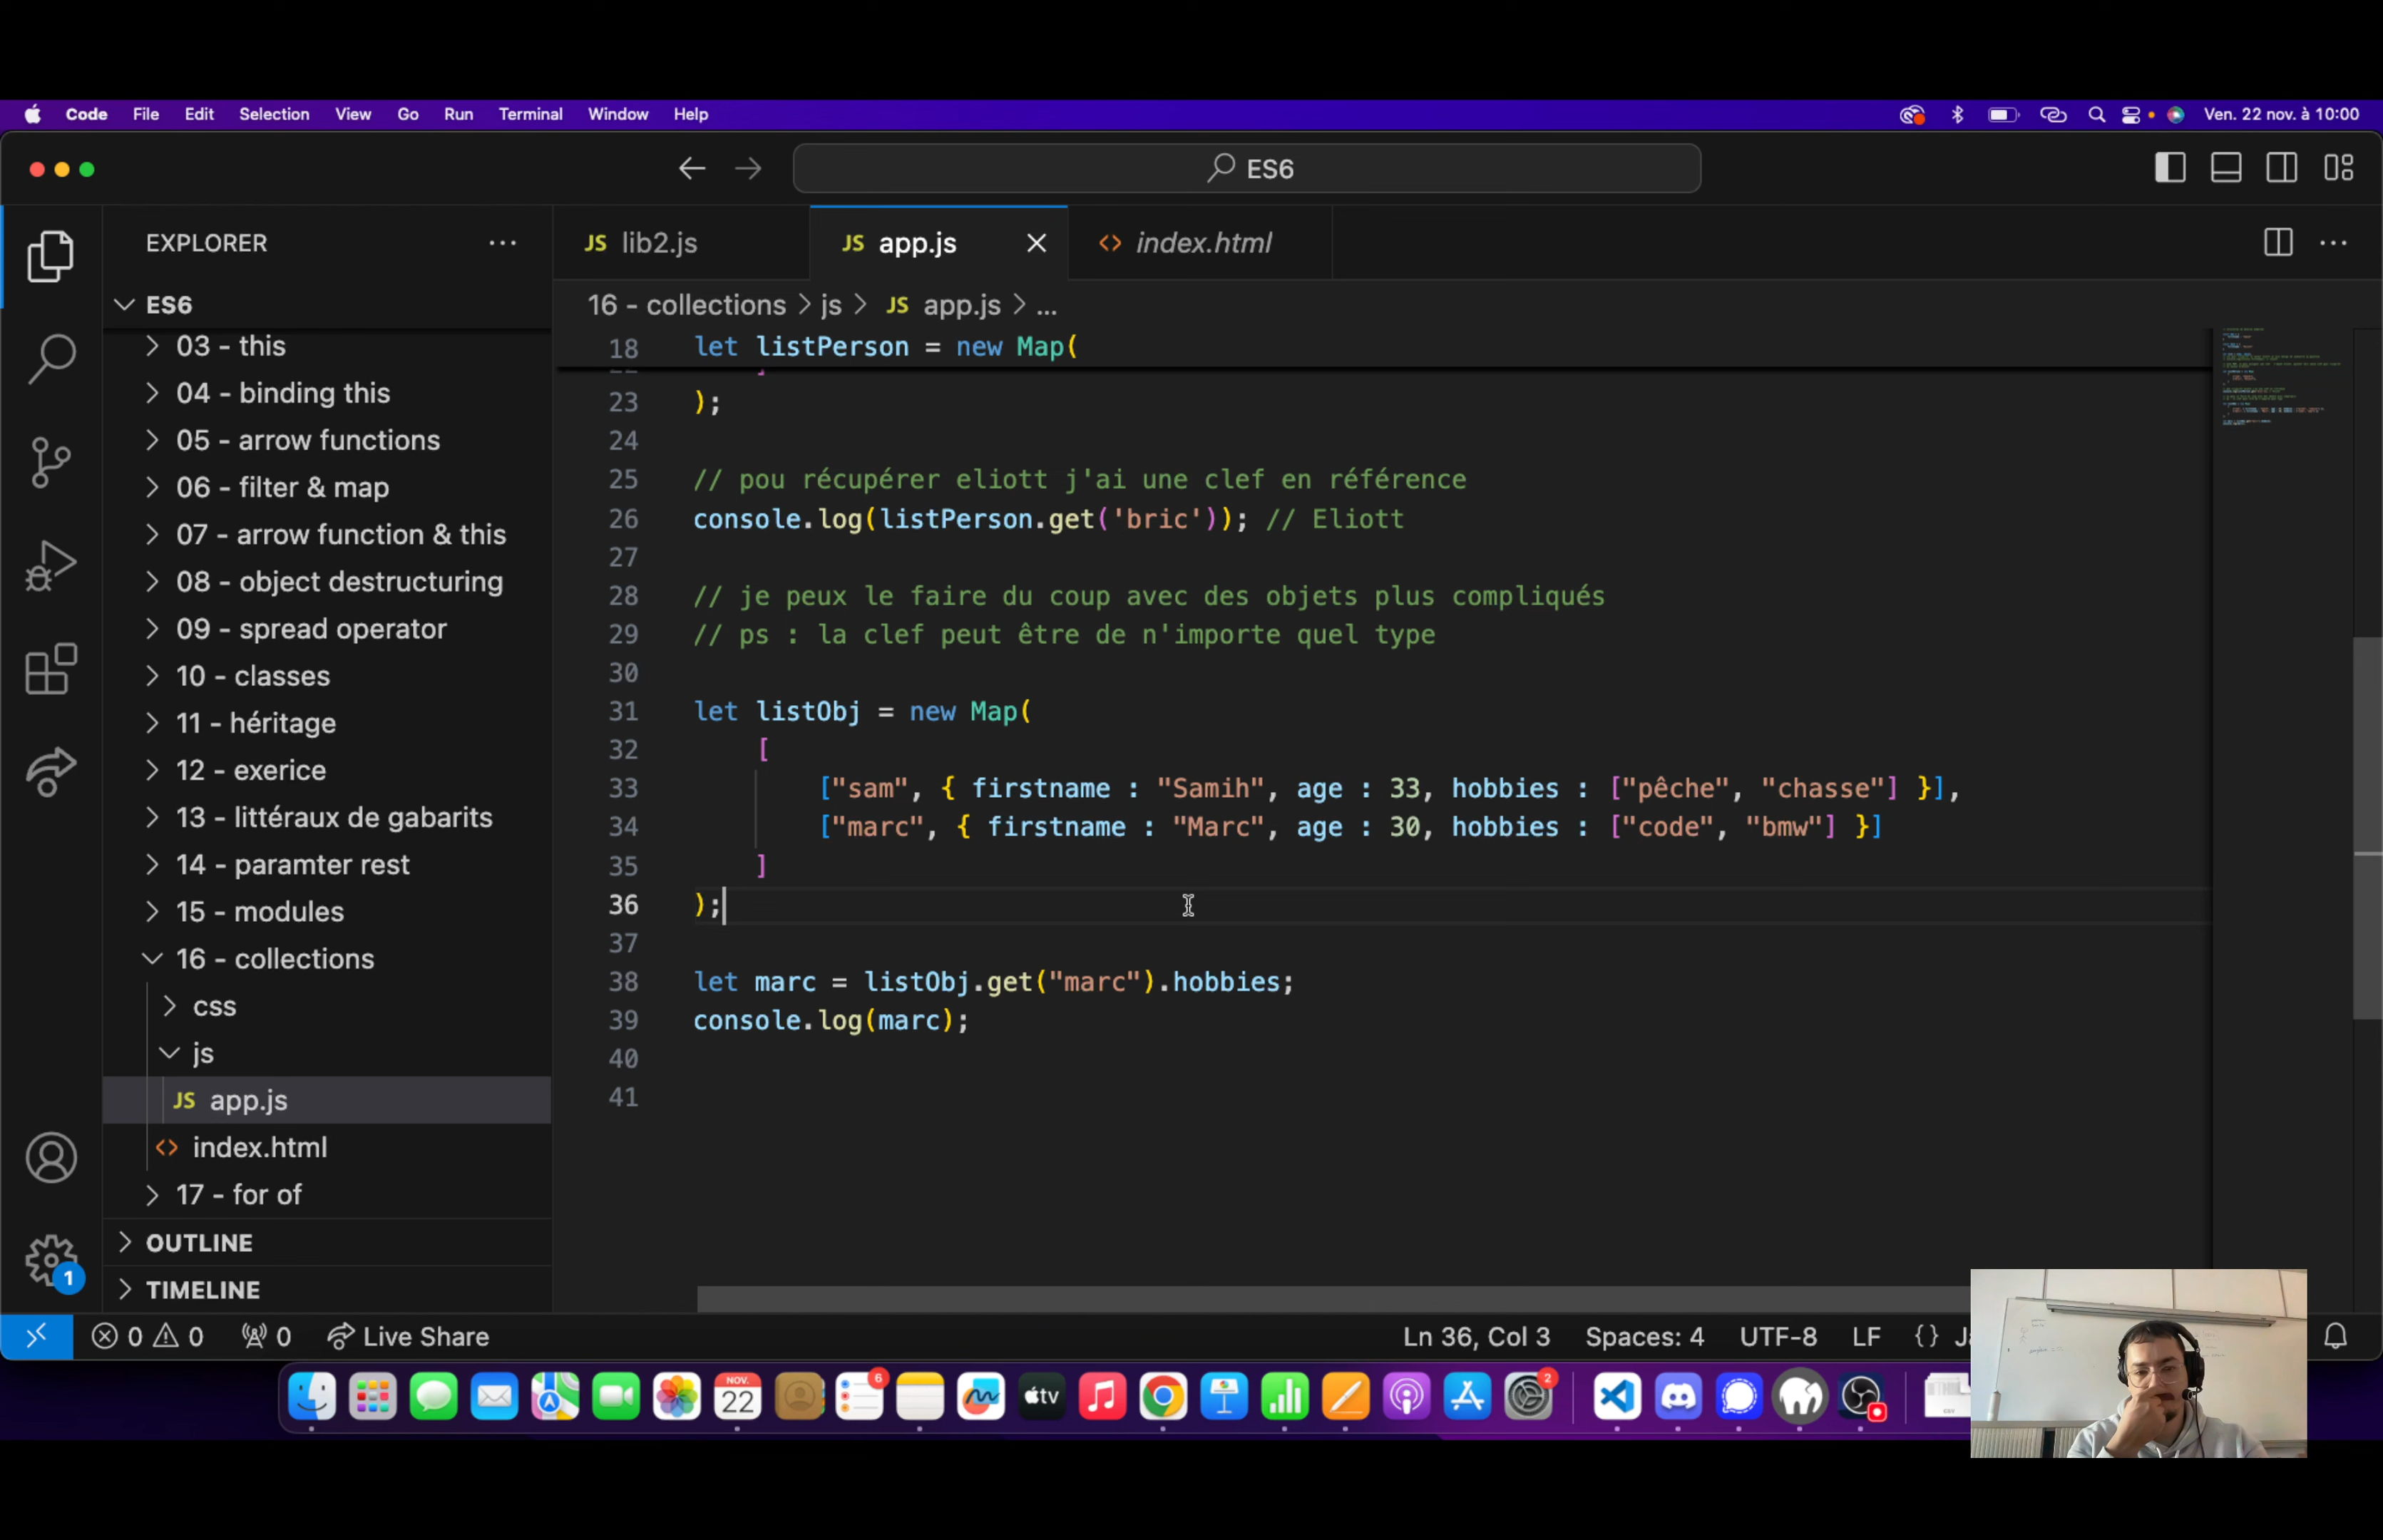 Code File Edit Selection View Go Run Terminal Window Help Ven. 22 nov. à 10:00
ES6
EXPLORER
JS lib2.js
JS app.js
<> index.html
ES6
16 - collections > js > JS app.js > ...
03 - this
04 - binding this
05 - arrow functions
06 - filter & map
07 - arrow function & this
08 - object destructuring
09 - spread operator
10 - classes
11 - héritage
12 - exerice
13 - littéraux de gabarits
14 - paramter rest
15 - modules
16 - collections
css
js
JS app.js
<> index.html
17 - for of
OUTLINE
TIMELINE
18 let listPerson = new Map(
22 ]
23 );
24
25 // pou récupérer eliott j'ai une clef en référence
26 console.log(listPerson.get('bric')); // Eliott
27
28 // je peux le faire du coup avec des objets plus compliqués
29 // ps : la clef peut être de n'importe quel type
30
31 let listObj = new Map(
32 [
33 ["sam", { firstname : "Samih", age : 33, hobbies : ["pêche", "chasse"] }],
34 ["marc", { firstname : "Marc", age : 30, hobbies : ["code", "bmw"] }]
35 ]
36 );
37
38 let marc = listObj.get("marc").hobbies;
39 console.log(marc);
40
41
1
0 0 0 Live Share Ln 36, Col 3 Spaces: 4 UTF-8 LF {} Ja
NOV.
22
6
tv
2
CSV